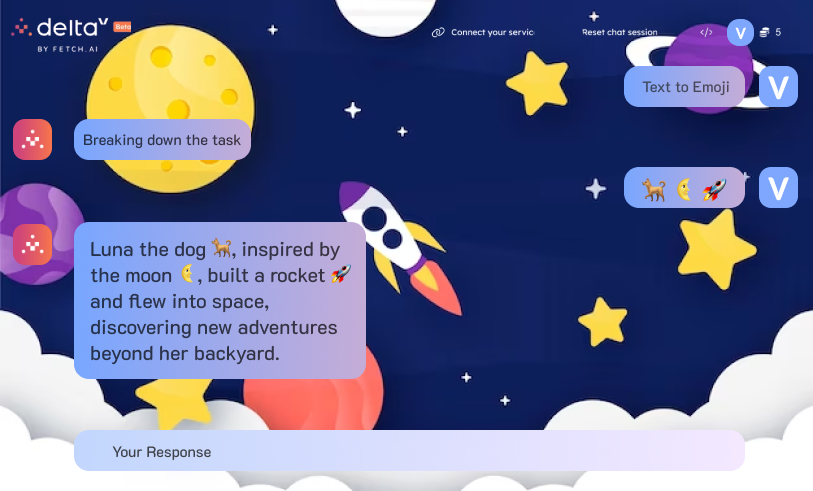 deltaV Beta
BY FETCH.AI
Connect your servic
Reset chat session
</>
V
5
Text to Emoji
V
Breaking down the task
🐕 🌜 🚀
V
Luna the dog 🐕, inspired by
the moon 🌜, built a rocket 🚀
and flew into space,
discovering new adventures
beyond her backyard.
Your Response